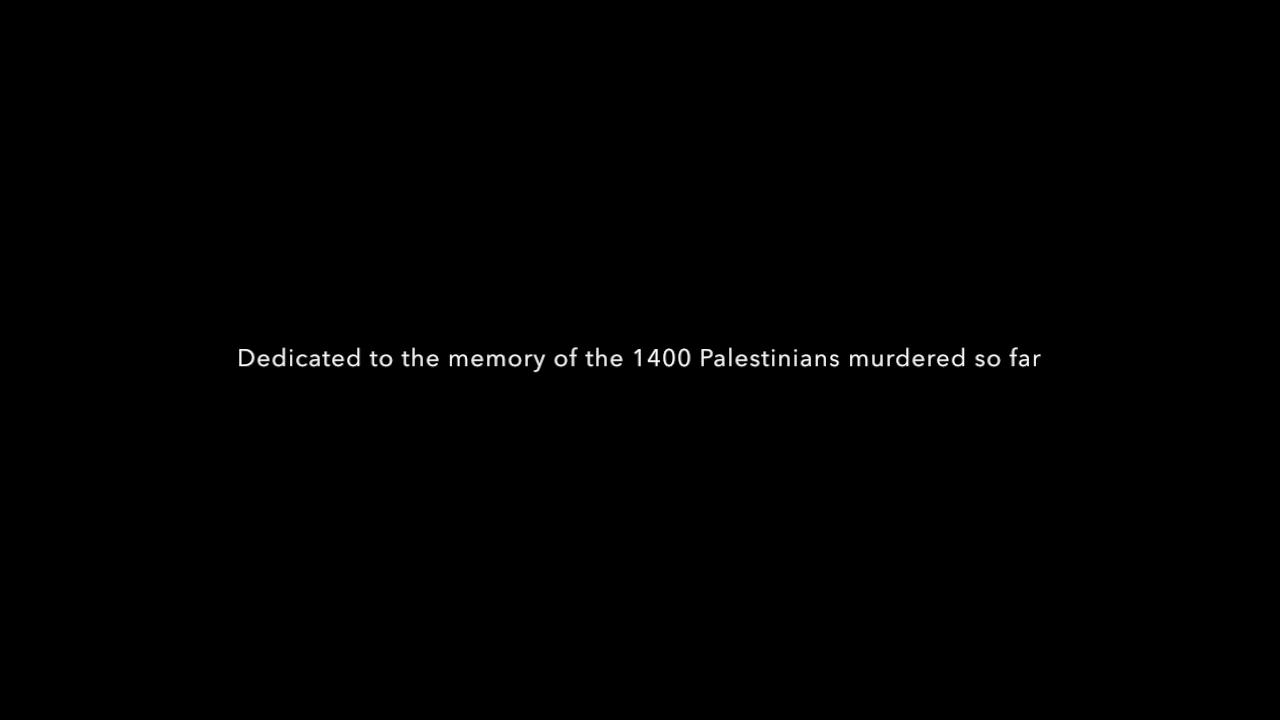 Dedicated to the memory of the 1400 Palestinians murdered so far